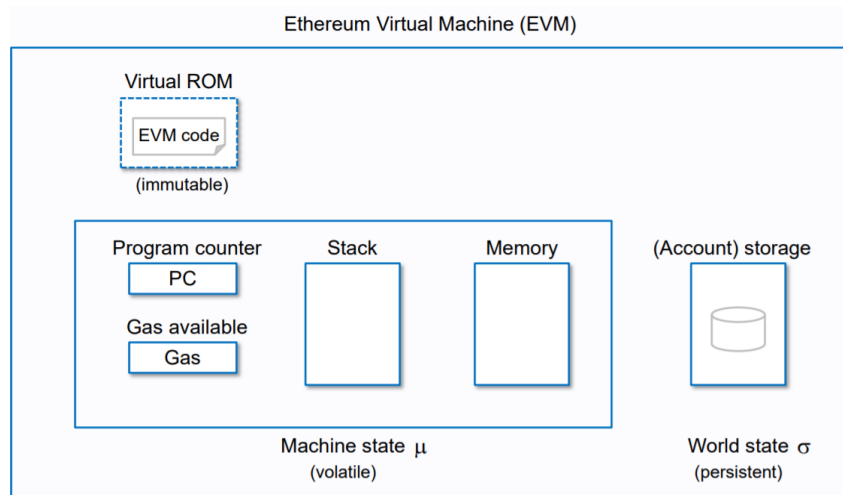 Ethereum Virtual Machine (EVM)
Virtual ROM
EVM code
(immutable)
Program counter
PC
Gas available
Gas
Stack
Memory
(Account) storage
Machine state μ
(volatile)
World state σ
(persistent)